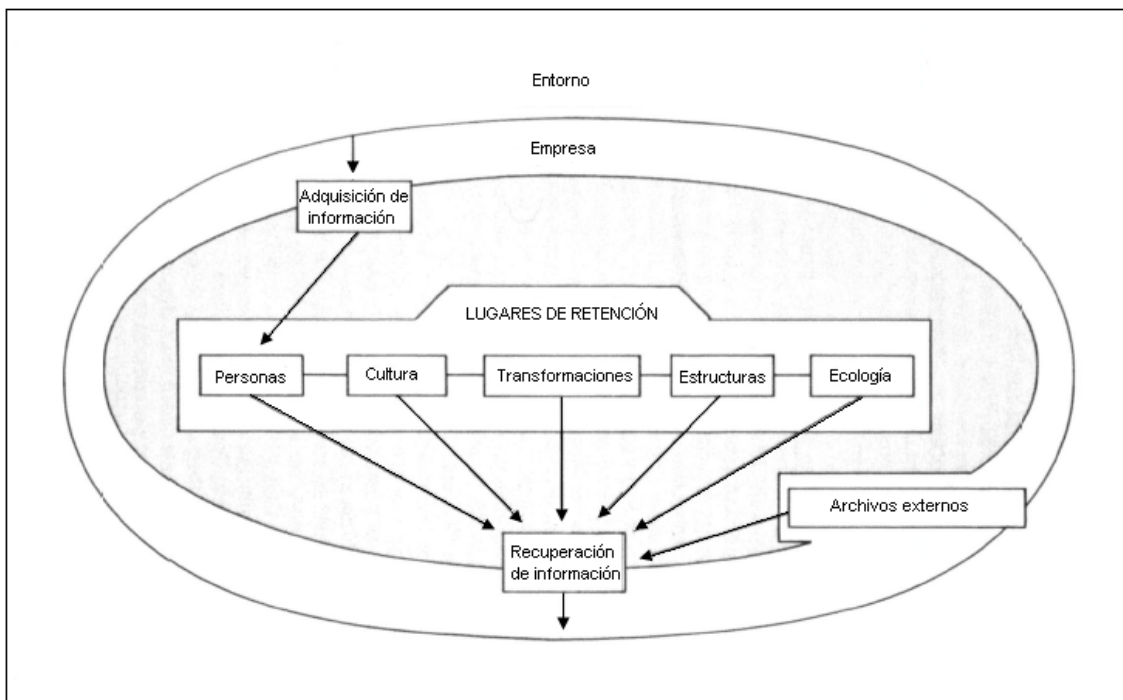 Entorno
Empresa
Adquisición de
información
LUGARES DE RETENCIÓN
Personas
Cultura
Transformaciones
Estructuras
Ecología
Archivos externos
Recuperación
de información